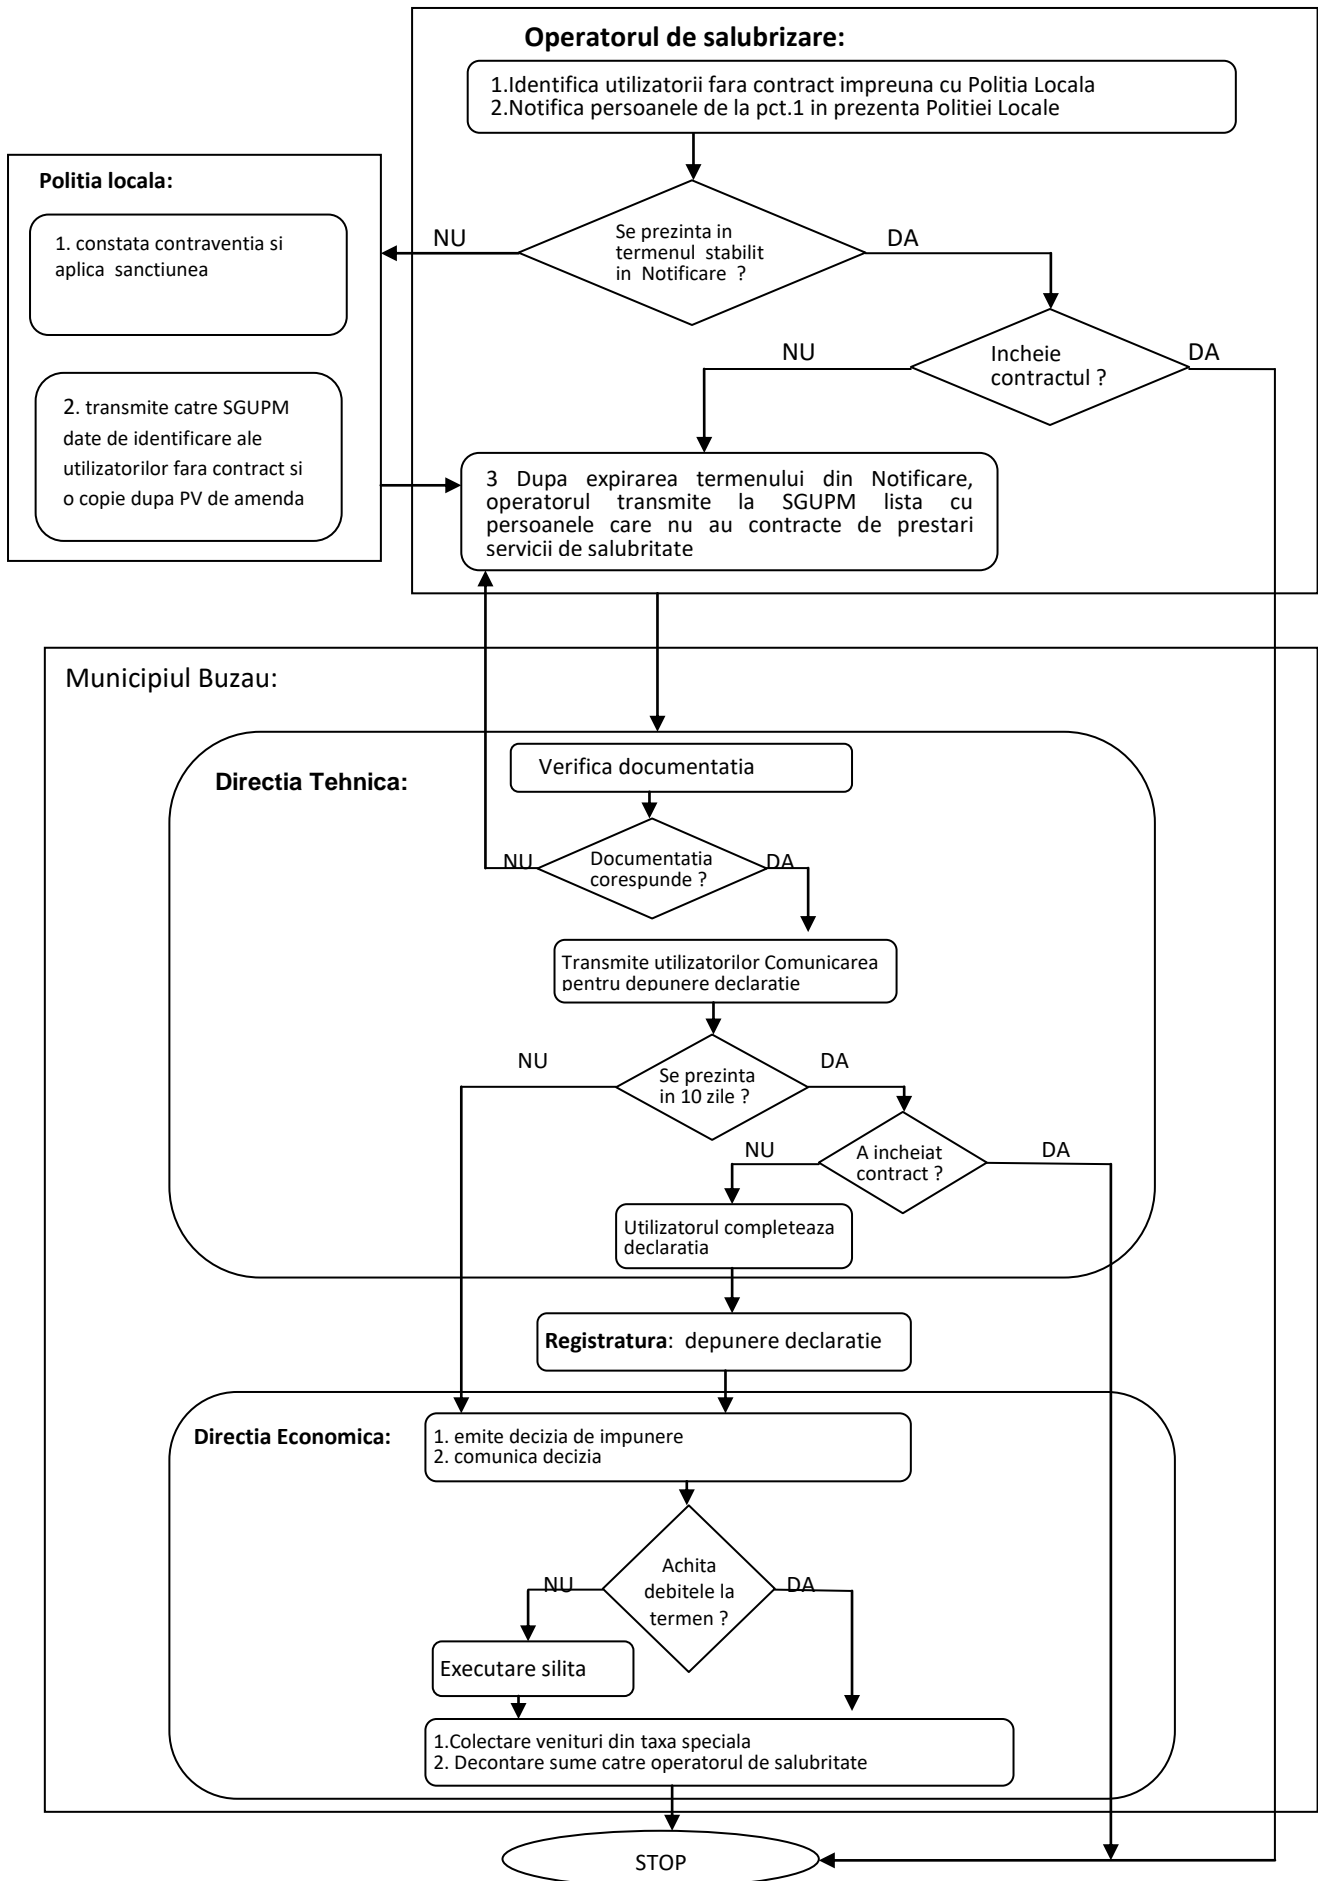 Operatorul de salubrizare:
1.Identifica utilizatorii fara contract impreuna cu Politia Locala
2.Notifica persoanele de la pct.1 in prezenta Politiei Locale
Politia locala:
1. constata contraventia si
aplica sanctiunea
NU
Se prezinta in
termenul stabilit
in Notificare ?
DA
NU
Incheie
contractul ?
DA
2. transmite catre SGUPM
date de identificare ale
utilizatorilor fara contract si
o copie dupa PV de amenda
3 Dupa expirarea termenului din Notificare,
operatorul transmite la SGUPM lista cu
persoanele care nu au contracte de prestari
servicii de salubritate
Municipiul Buzau:
Directia Tehnica:
Verifica documentatia
NU
Documentatia
corespunde ?
DA
Transmite utilizatorilor Comunicarea
pentru depunere declaratie
NU
Se prezinta
in 10 zile ?
DA
NU
A incheiat
contract ?
DA
Utilizatorul completeaza
declaratia
Registratura: depunere declaratie
Directia Economica:
1. emite decizia de impunere
2. comunica decizia
NU
Achita
debitele la
termen ?
DA
Executare silita
1.Colectare venituri din taxa speciala
2. Decontare sume catre operatorul de salubritate
STOP